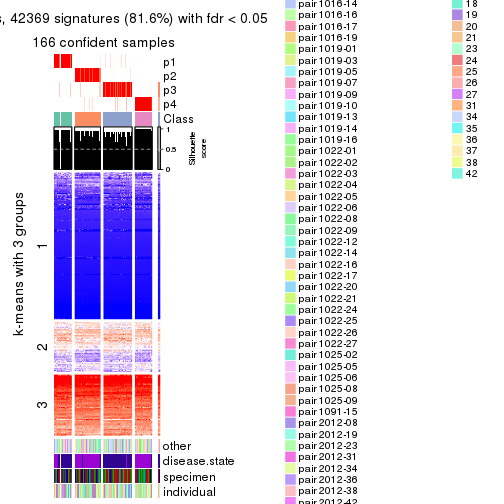 s, 42369 signatures (81.6%) with fdr < 0.05
166 confident samples
p1
p2
p3
p4
Class
1
0.5
0
Silhouette
score
k-means with 3 groups
1
2
3
other
disease.state
specimen
individual
pair1016-14
pair1016-16
pair1016-17
pair1016-19
pair1019-01
pair1019-03
pair1019-05
pair1019-07
pair1019-09
pair1019-10
pair1019-13
pair1019-14
pair1019-16
pair1022-01
pair1022-02
pair1022-03
pair1022-04
pair1022-05
pair1022-06
pair1022-08
pair1022-09
pair1022-12
pair1022-14
pair1022-16
pair1022-17
pair1022-20
pair1022-21
pair1022-24
pair1022-25
pair1022-26
pair1022-27
pair1025-02
pair1025-05
pair1025-06
pair1025-08
pair1025-09
pair1091-15
pair2012-08
pair2012-19
pair2012-23
pair2012-31
pair2012-34
pair2012-36
pair2012-38
pair2012-42
18
19
20
21
23
24
25
26
27
31
34
35
36
37
38
42